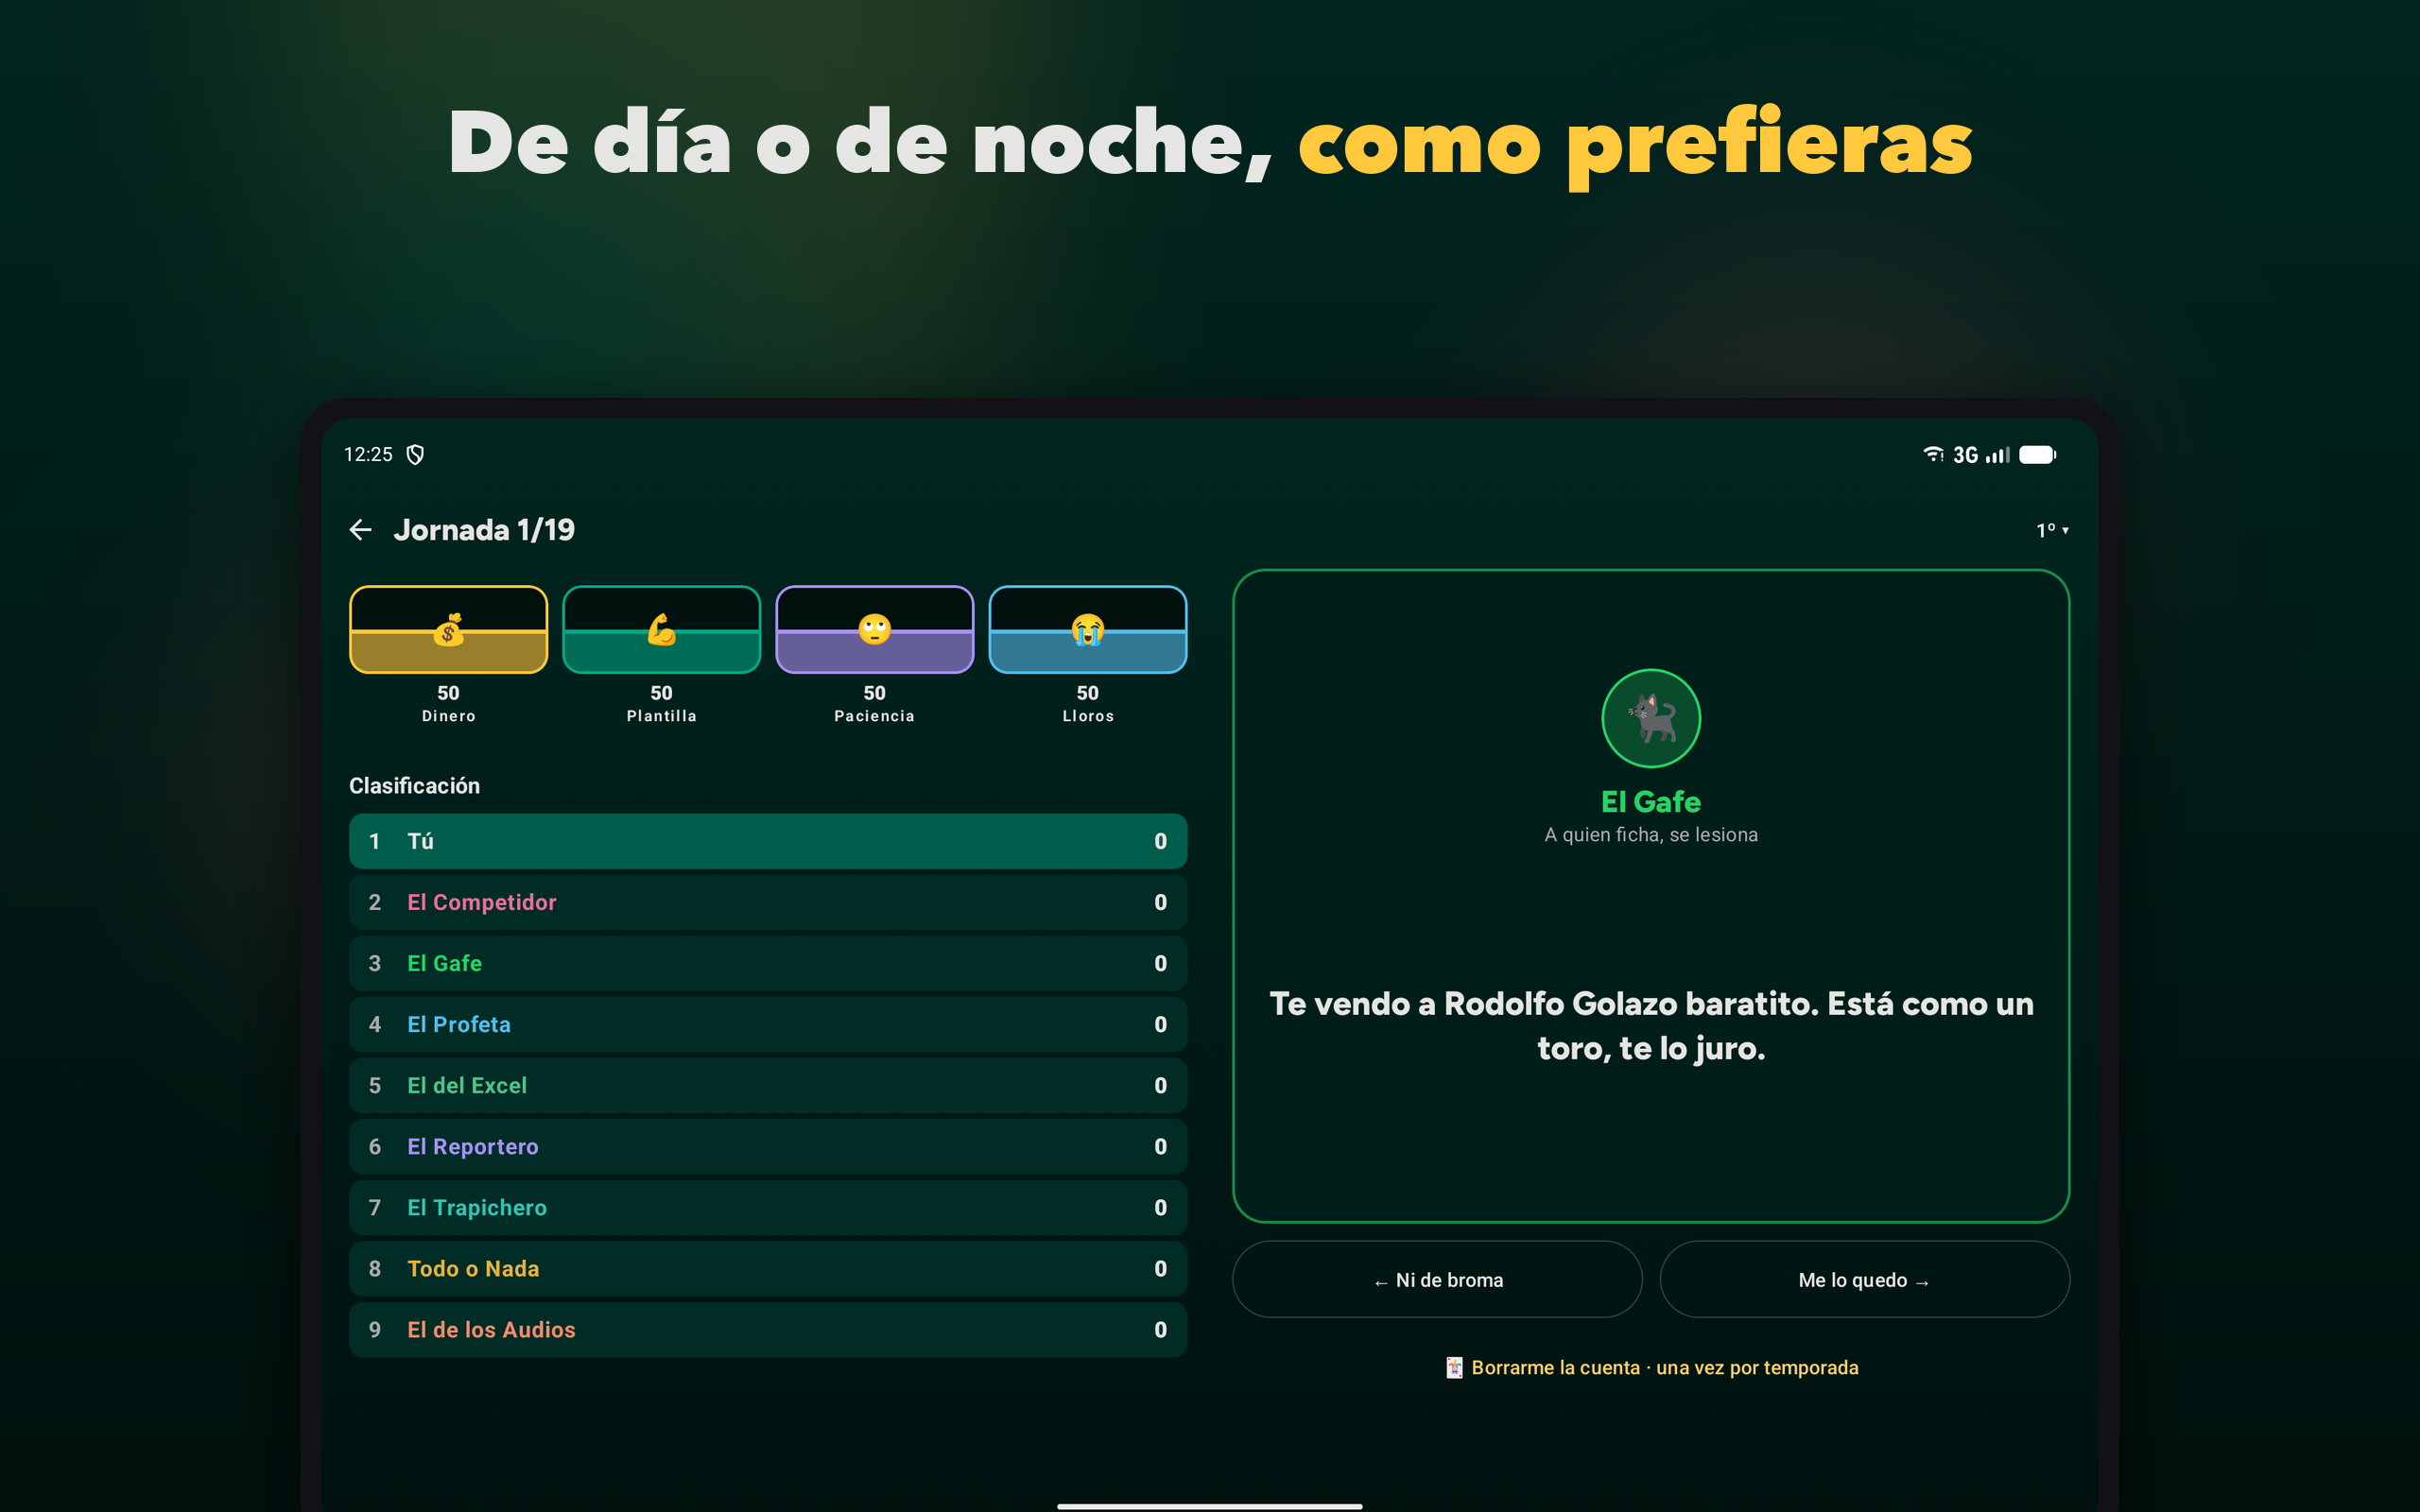 De día o de noche, como prefieras
12:25
3G
← Jornada 1/19
1º ▾
50
Dinero
50
Plantilla
50
Paciencia
50
Lloros
Clasificación
1 Tú 0
2 El Competidor 0
3 El Gafe 0
4 El Profeta 0
5 El del Excel 0
6 El Reportero 0
7 El Trapichero 0
8 Todo o Nada 0
9 El de los Audios 0
El Gafe
A quien ficha, se lesiona
Te vendo a Rodolfo Golazo baratito. Está como un
toro, te lo juro.
← Ni de broma
Me lo quedo →
🃏 Borrarme la cuenta · una vez por temporada